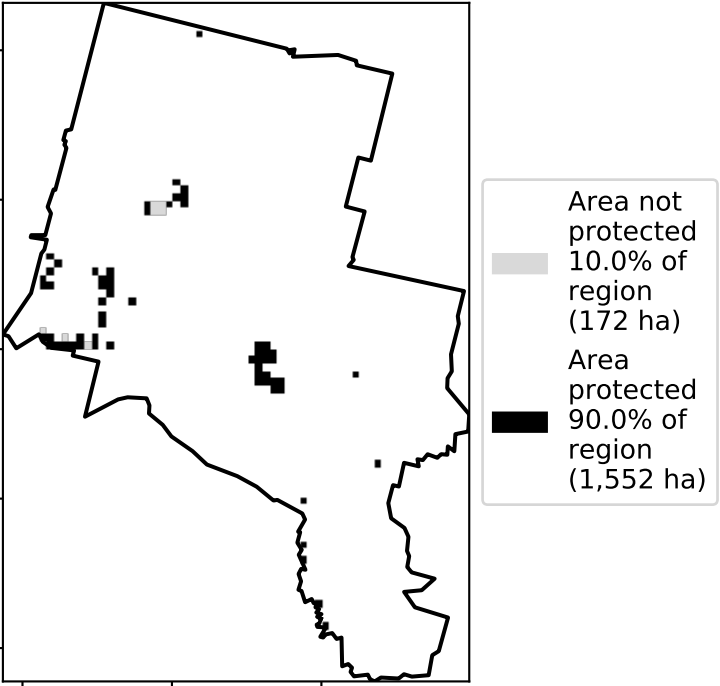 Area not
protected
10.0% of
region
(172 ha)
Area
protected
90.0% of
region
(1,552 ha)